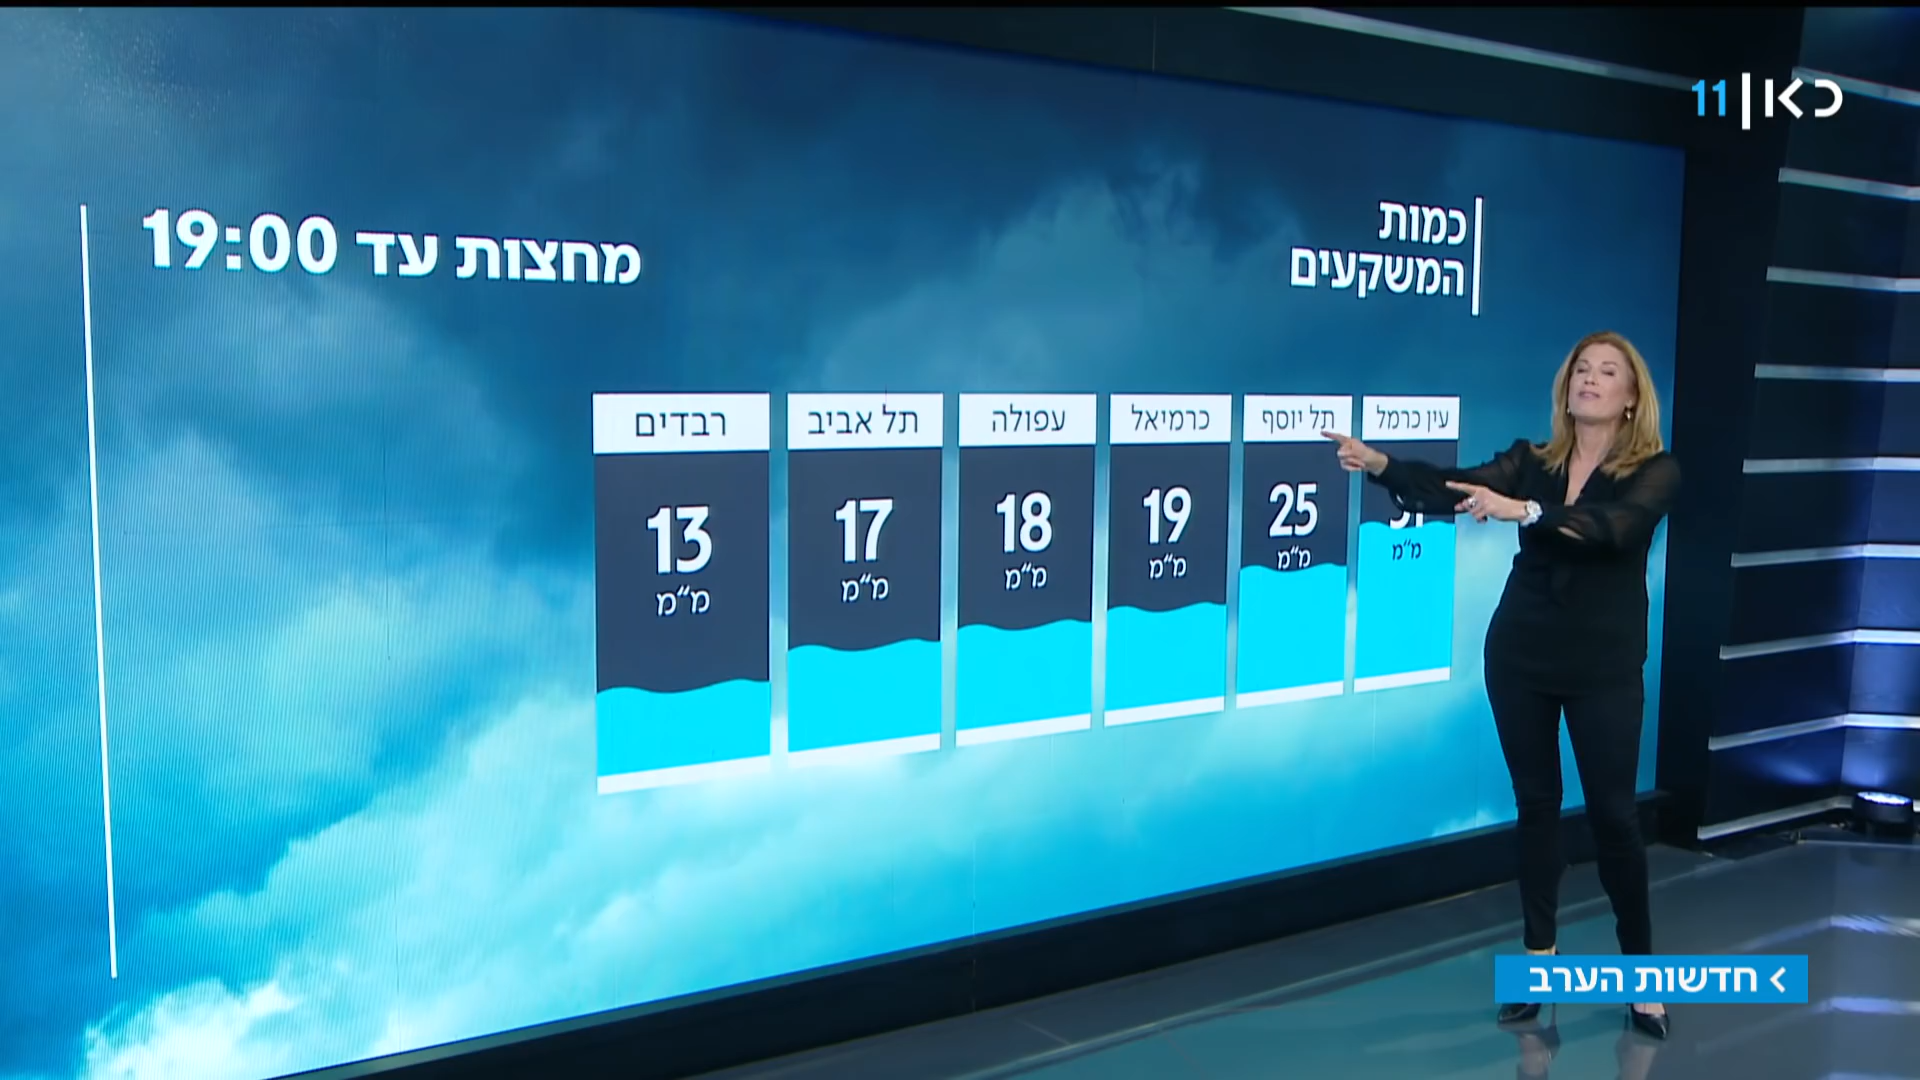 כאן | 11
כמות
המשקעים
מחצות עד 19:00
עין כרמל
מ"מ
תל יוסף
25
מ"מ
כרמיאל
19
מ"מ
עפולה
18
מ"מ
תל אביב
17
מ"מ
רבדים
13
מ"מ
חדשות הערב